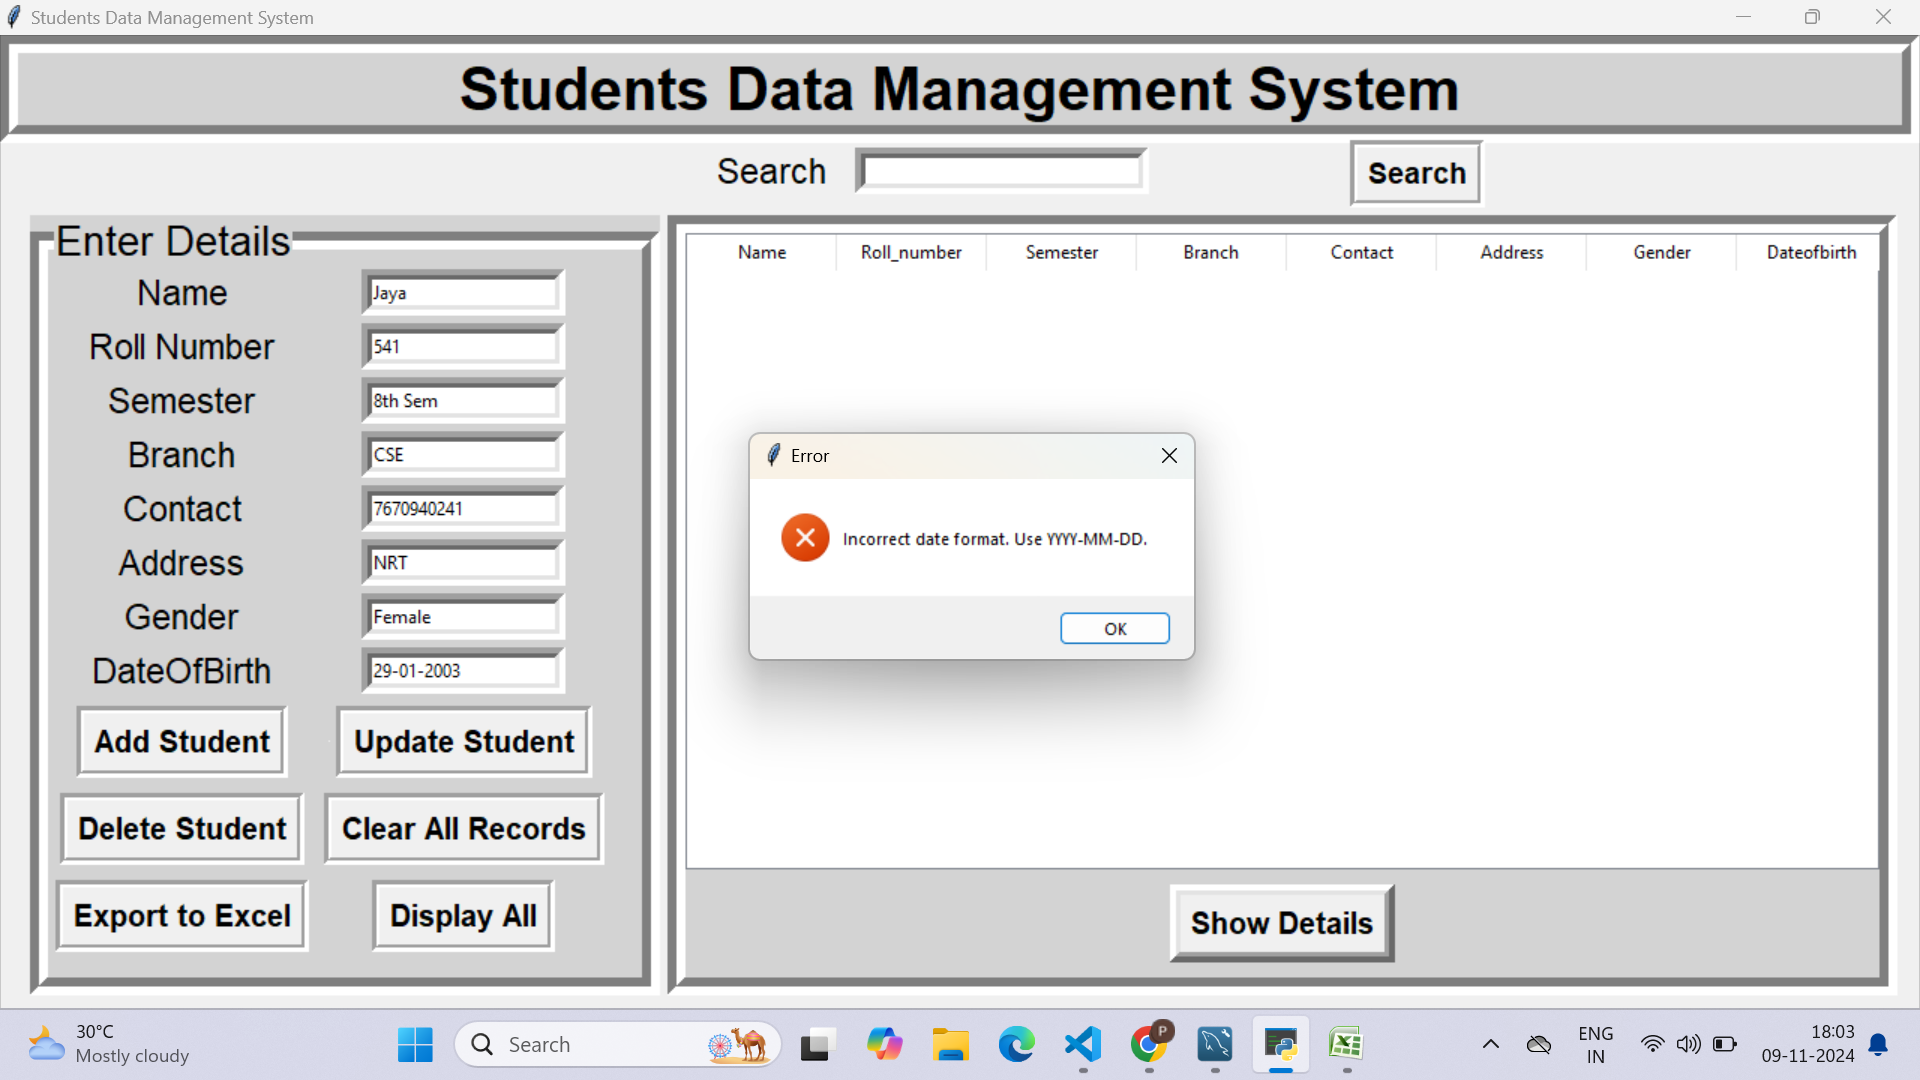 Students Data Management System
Students Data Management System
Search
Search
Enter Details
Name
Jaya
Roll Number
541
Semester
8th Sem
Branch
CSE
Contact
7670940241
Address
NRT
Gender
Female
DateOfBirth
29-01-2003
Add Student
Update Student
Delete Student
Clear All Records
Export to Excel
Display All
Name Roll_number Semester Branch Contact Address Gender Dateofbirth
Error
Incorrect date format. Use YYYY-MM-DD.
OK
Show Details
30°C
Mostly cloudy
Search
P
ENG
IN
18:03
09-11-2024